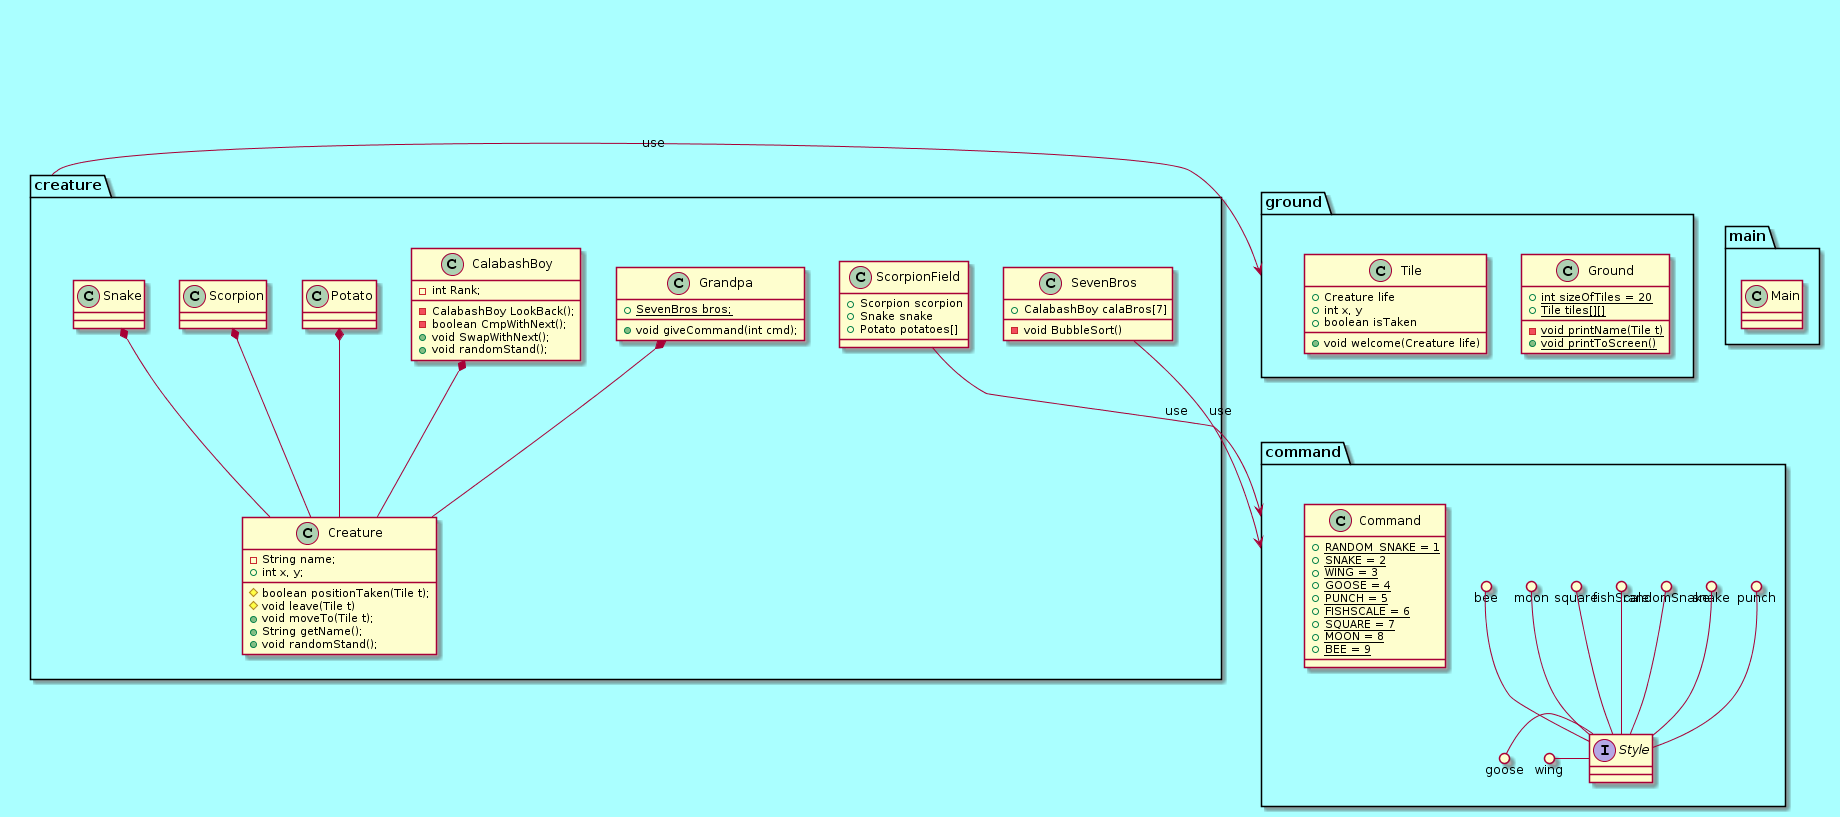 use
creature
Snake
Scorpion
Potato
CalabashBoy
int Rank;
CalabashBoy LookBack();
boolean CmpWithNext();
void SwapWithNext();
void randomStand();
Grandpa
SevenBros bros;
void giveCommand(int cmd);
ScorpionField
Scorpion scorpion
Snake snake
Potato potatoes[]
SevenBros
CalabashBoy calaBros[7]
void BubbleSort()
Creature
String name;
int x, y;
boolean positionTaken(Tile t);
void leave(Tile t)
void moveTo(Tile t);
String getName();
void randomStand();
ground
Tile
Creature life
int x, y
boolean isTaken
void welcome(Creature life)
Ground
int sizeOfTiles = 20
Tile tiles[][]
void printName(Tile t)
void printToScreen()
main
Main
use
use
command
Command
RANDOM_SNAKE = 1
SNAKE = 2
WING = 3
GOOSE = 4
PUNCH = 5
FISHSCALE = 6
SQUARE = 7
MOON = 8
BEE = 9
bee
moon
square
fishScale
randomSnake
snake
punch
goose
wing
Style
C
C
C
C
C
C
C
C
C
C
C
C
I